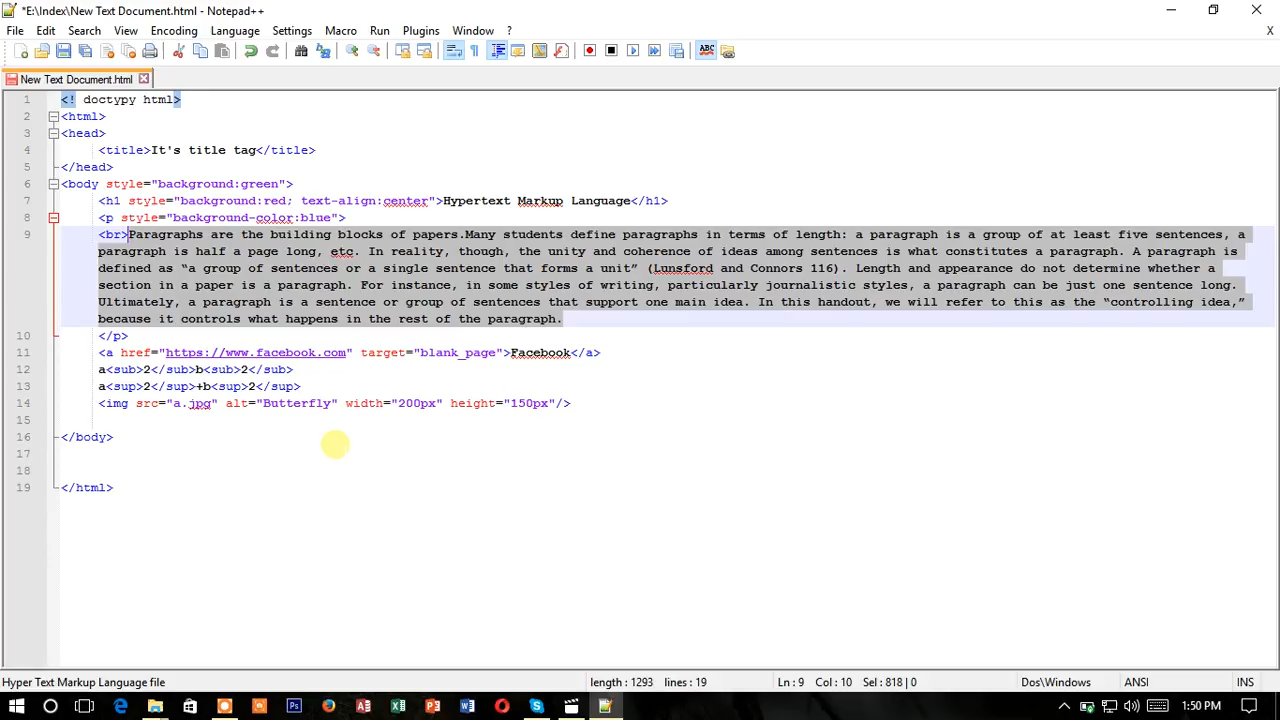 *E:\Index\New Text Document.html - Notepad++
File Edit Search View Encoding Language Settings Macro Run Plugins Window ? X
ABC
New Text Document.html
1 <! doctypy html>
2 <html>
3 <head>
4 <title>It's title tag</title>
5 </head>
6 <body style="background:green">
7 <h1 style="background:red; text-align:center">Hypertext Markup Language</h1>
8 <p style="background-color:blue">
9 <br>Paragraphs are the building blocks of papers.Many students define paragraphs in terms of length: a paragraph is a group of at least five sentences, a
paragraph is half a page long, etc. In reality, though, the unity and coherence of ideas among sentences is what constitutes a paragraph. A paragraph is
defined as “a group of sentences or a single sentence that forms a unit” (Lunsford and Connors 116). Length and appearance do not determine whether a
section in a paper is a paragraph. For instance, in some styles of writing, particularly journalistic styles, a paragraph can be just one sentence long.
Ultimately, a paragraph is a sentence or group of sentences that support one main idea. In this handout, we will refer to this as the “controlling idea,”
because it controls what happens in the rest of the paragraph.
10 </p>
11 <a href="https://www.facebook.com" target="blank_page">Facebook</a>
12 a<sub>2</sub>b<sub>2</sub>
13 a<sup>2</sup>+b<sup>2</sup>
14 <img src="a.jpg" alt="Butterfly" width="200px" height="150px"/>
15
16 </body>
17
18
19 </html>
Hyper Text Markup Language file length : 1293 lines : 19 Ln : 9 Col : 10 Sel : 818 | 0 Dos\Windows ANSI INS
1:50 PM